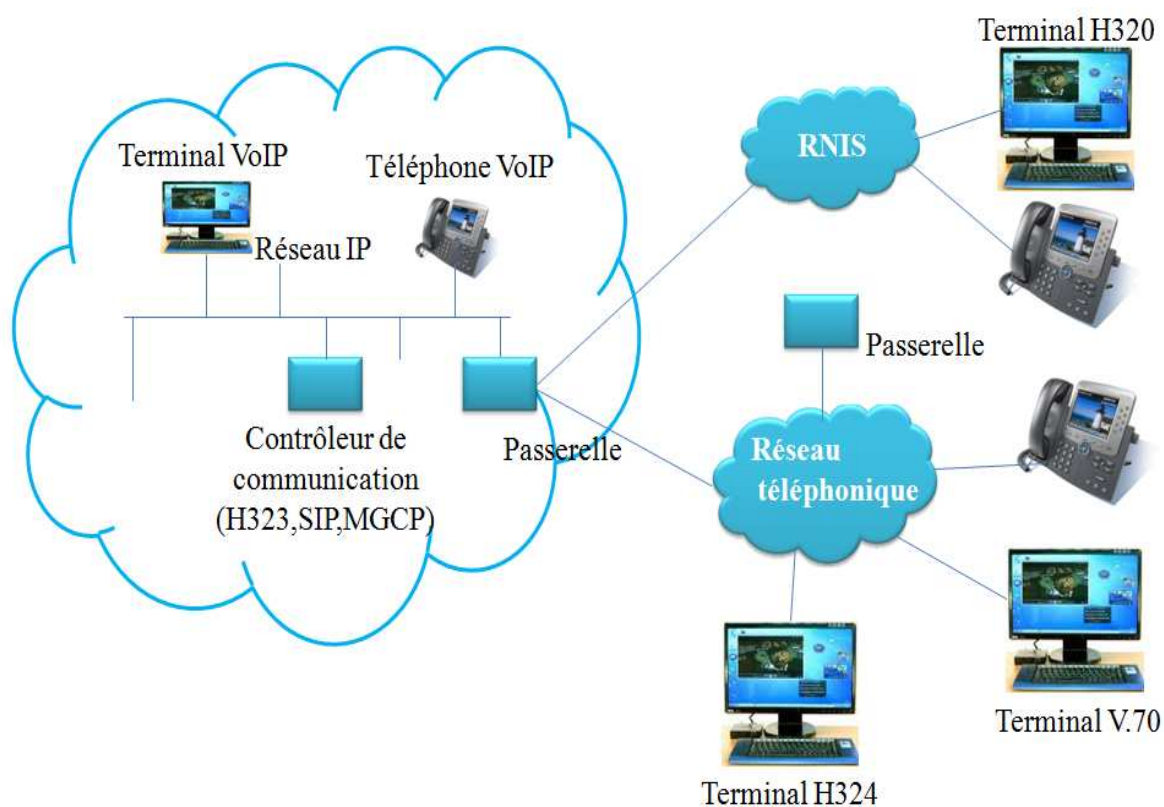 Terminal H320
Terminal VoIP
Téléphone VoIP
RNIS
Réseau IP
Passerelle
Contrôleur de
communication
(H323,SIP,MGCP)
Passerelle
Réseau
téléphonique
Terminal V.70
Terminal H324